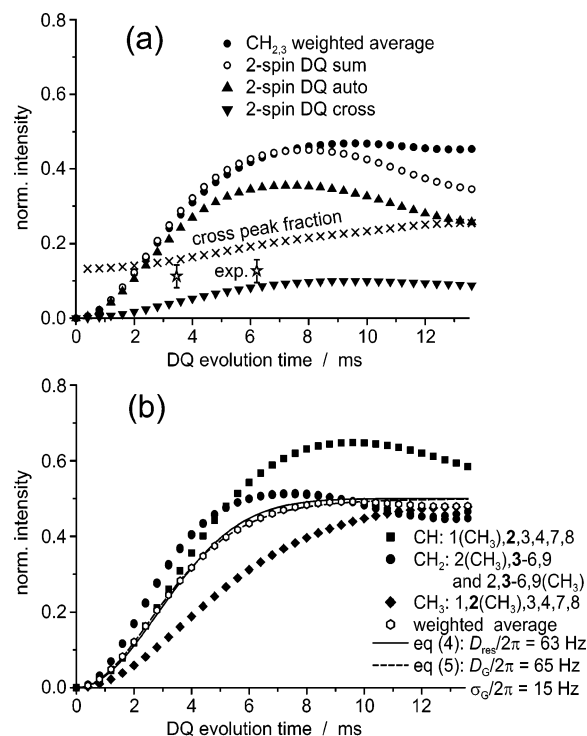 (a)
CH2,3 weighted average
2-spin DQ sum
2-spin DQ auto
2-spin DQ cross
norm. intensity
0.8
0.6
0.4
0.2
0.0
cross peak fraction
exp.
0 2 4 6 8 10 12
DQ evolution time / ms
(b)
norm. intensity
0.8
0.6
0.4
0.2
0.0
CH: 1(CH3),2,3,4,7,8
CH2: 2(CH3),3-6,9
and 2,3-6,9(CH3)
CH3: 1,2(CH3),3,4,7,8
weighted average
eq (4): Dres/2π = 63 Hz
eq (5): DG/2π = 65 Hz
σG/2π = 15 Hz
0 2 4 6 8 10 12
DQ evolution time / ms